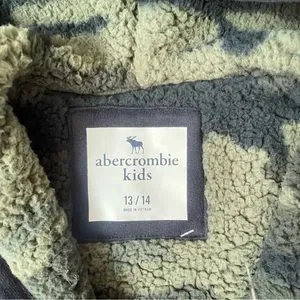 abercrombie
kids
13 / 14
MADE IN VIETNAM